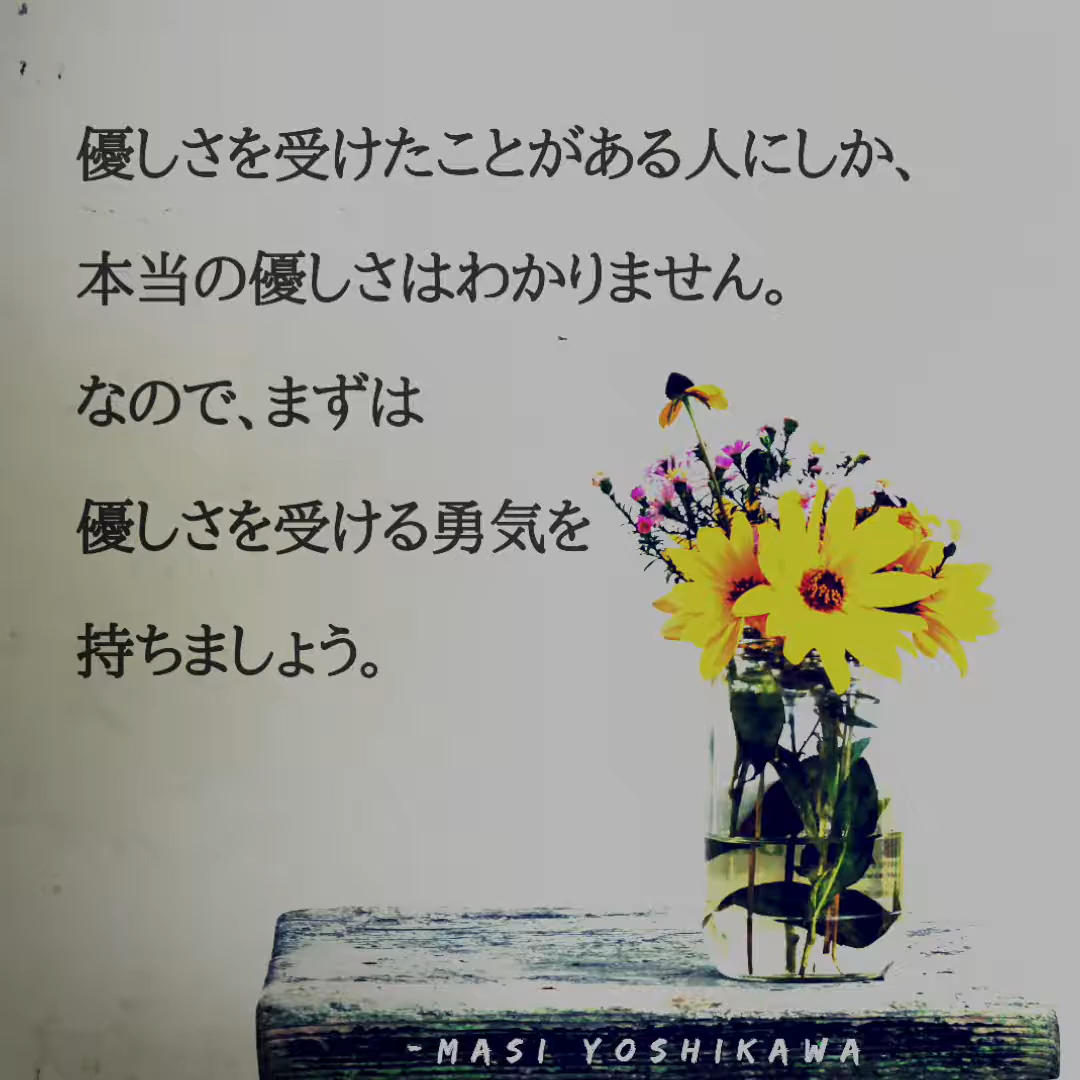 優しさを受けたことがある人にしか、
本当の優しさはわかりません。
なので、まずは
優しさを受ける勇気を
持ちましょう。
-MASI YOSHIKAWA